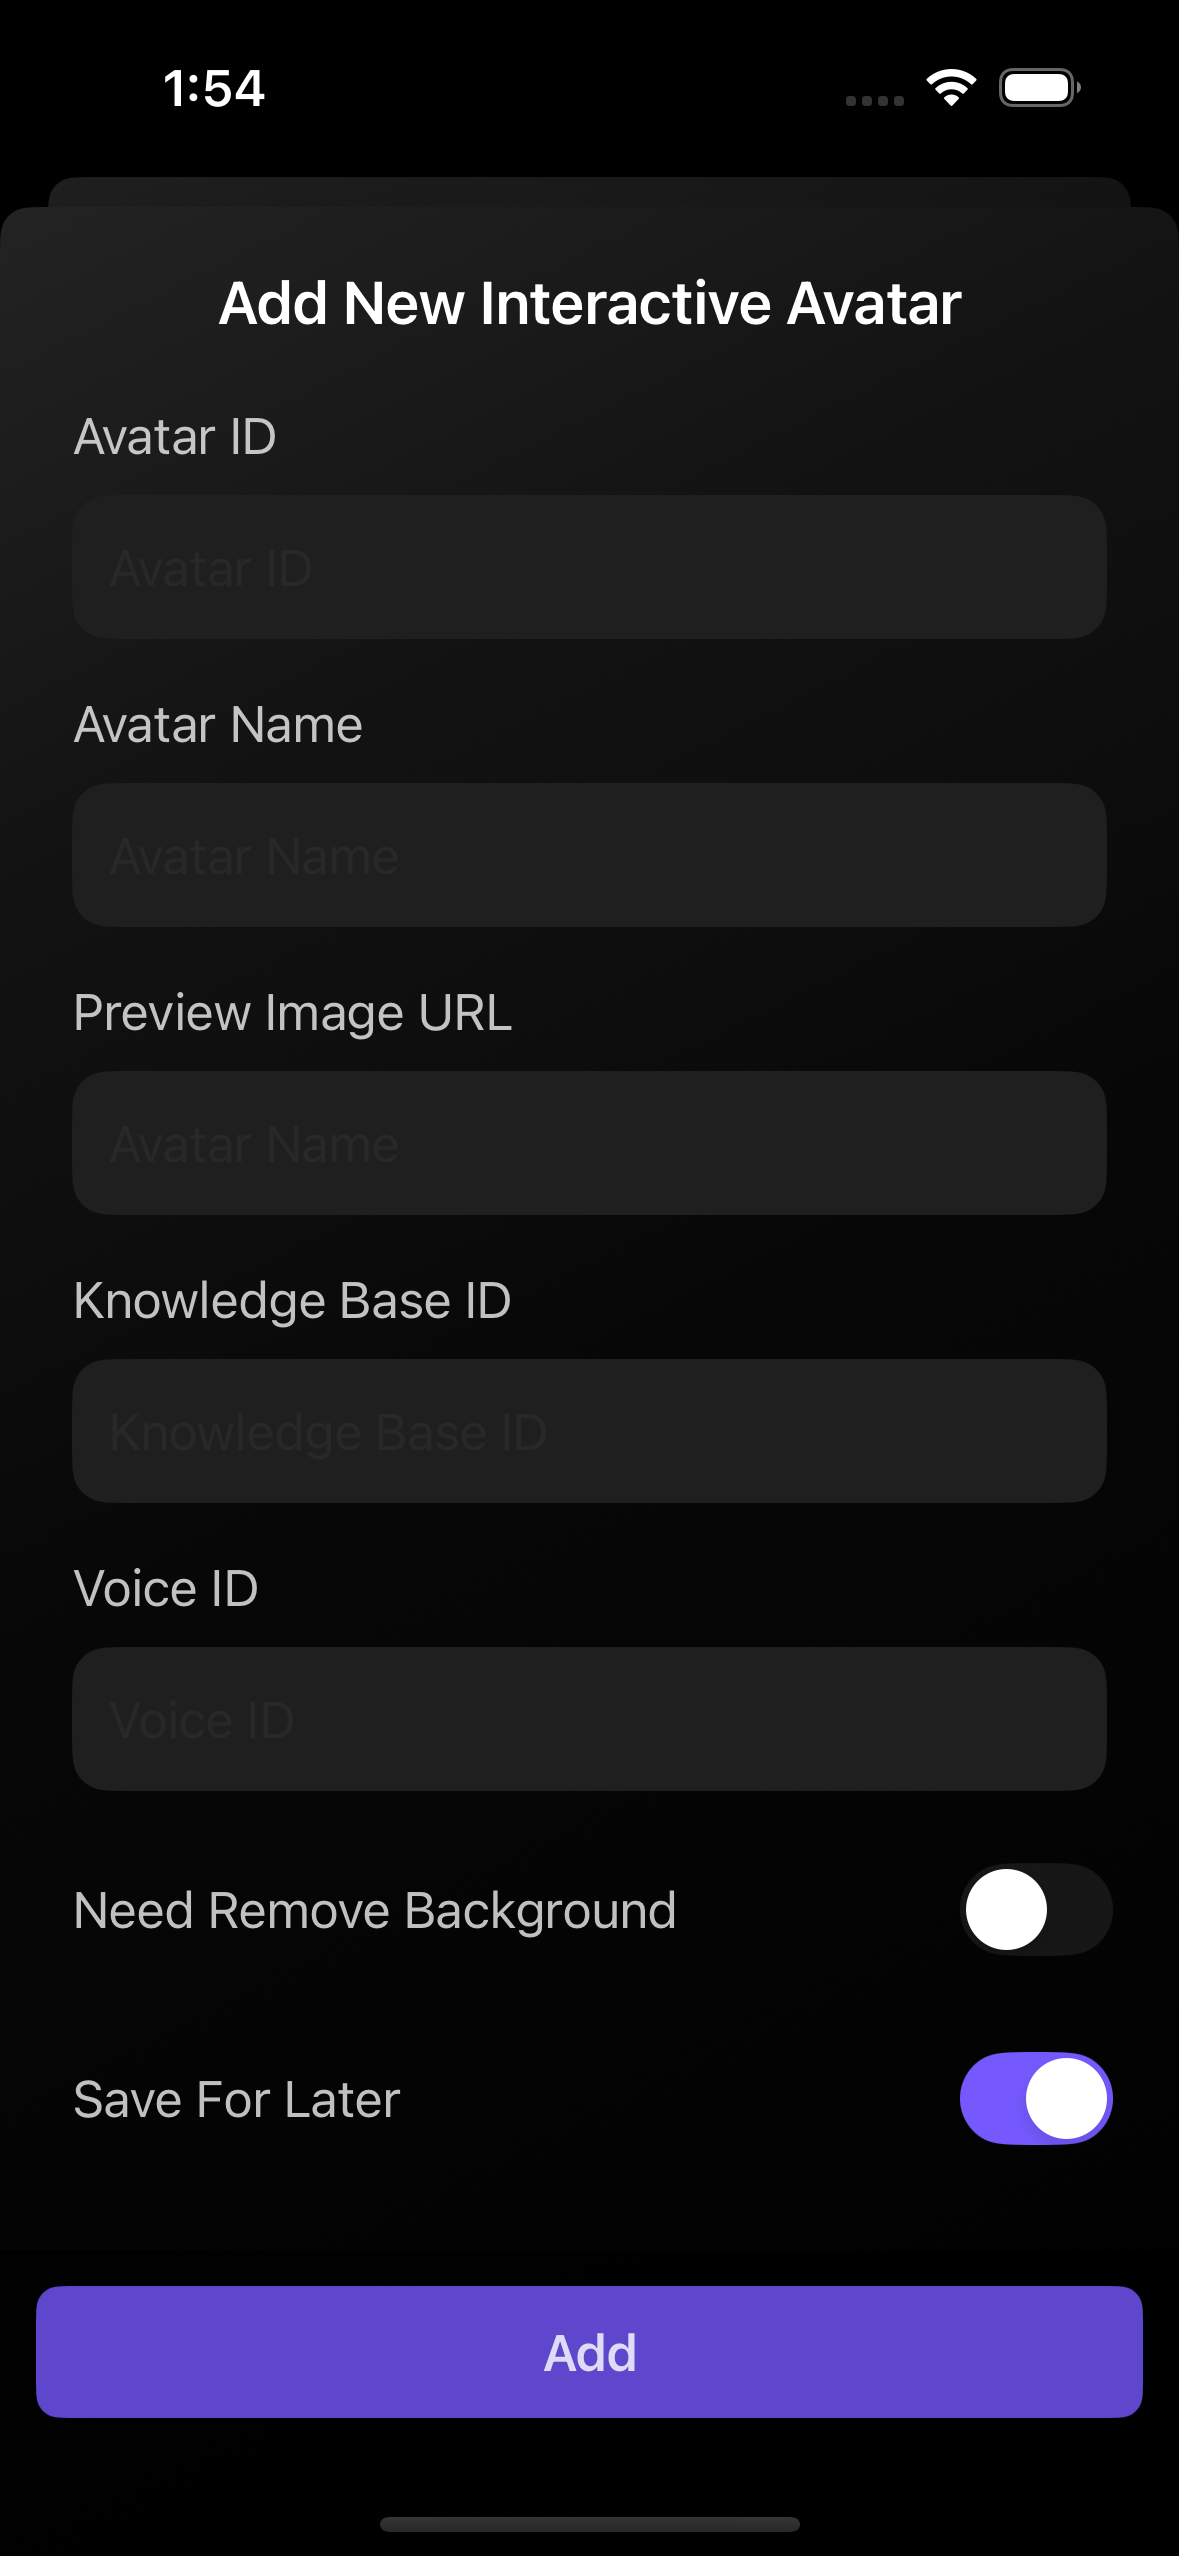 1:54
Add New Interactive Avatar
Avatar ID
Avatar ID
Avatar Name
Avatar Name
Preview Image URL
Avatar Name
Knowledge Base ID
Knowledge Base ID
Voice ID
Voice ID
Need Remove Background
Save For Later
Add